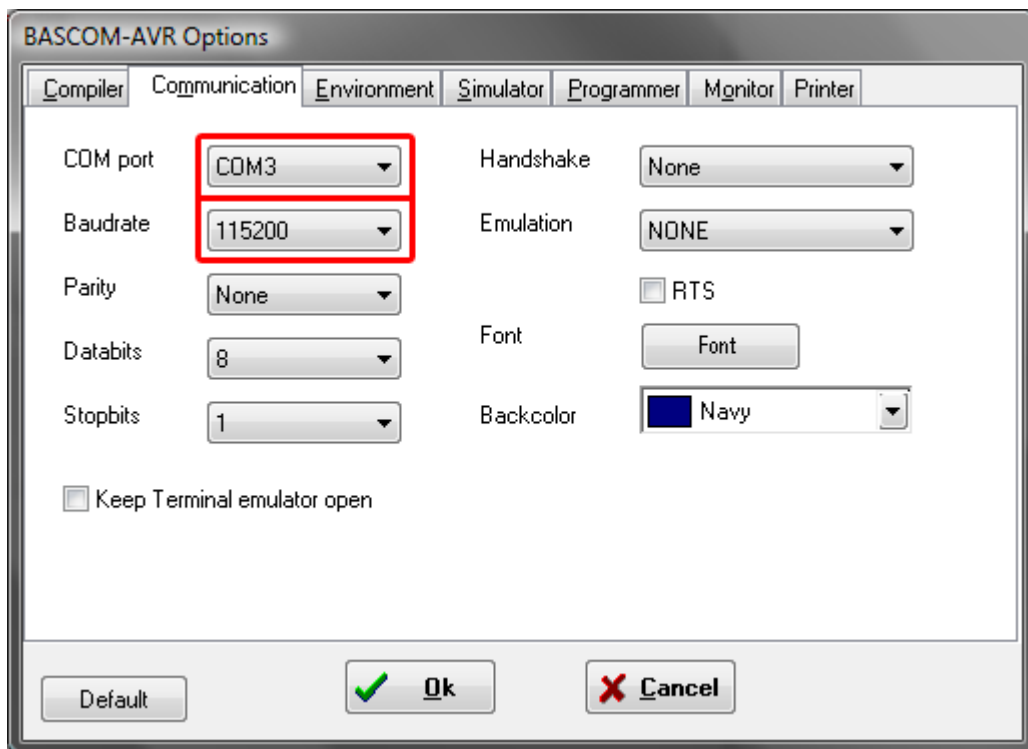 BASCOM-AVR Options
Compiler Communication Environment Simulator Programmer Monitor Printer
COM port COM3 Handshake None
Baudrate 115200 Emulation NONE
Parity None RTS
Databits 8 Font Font
Stopbits 1 Backcolor Navy
Keep Terminal emulator open
Default Ok Cancel